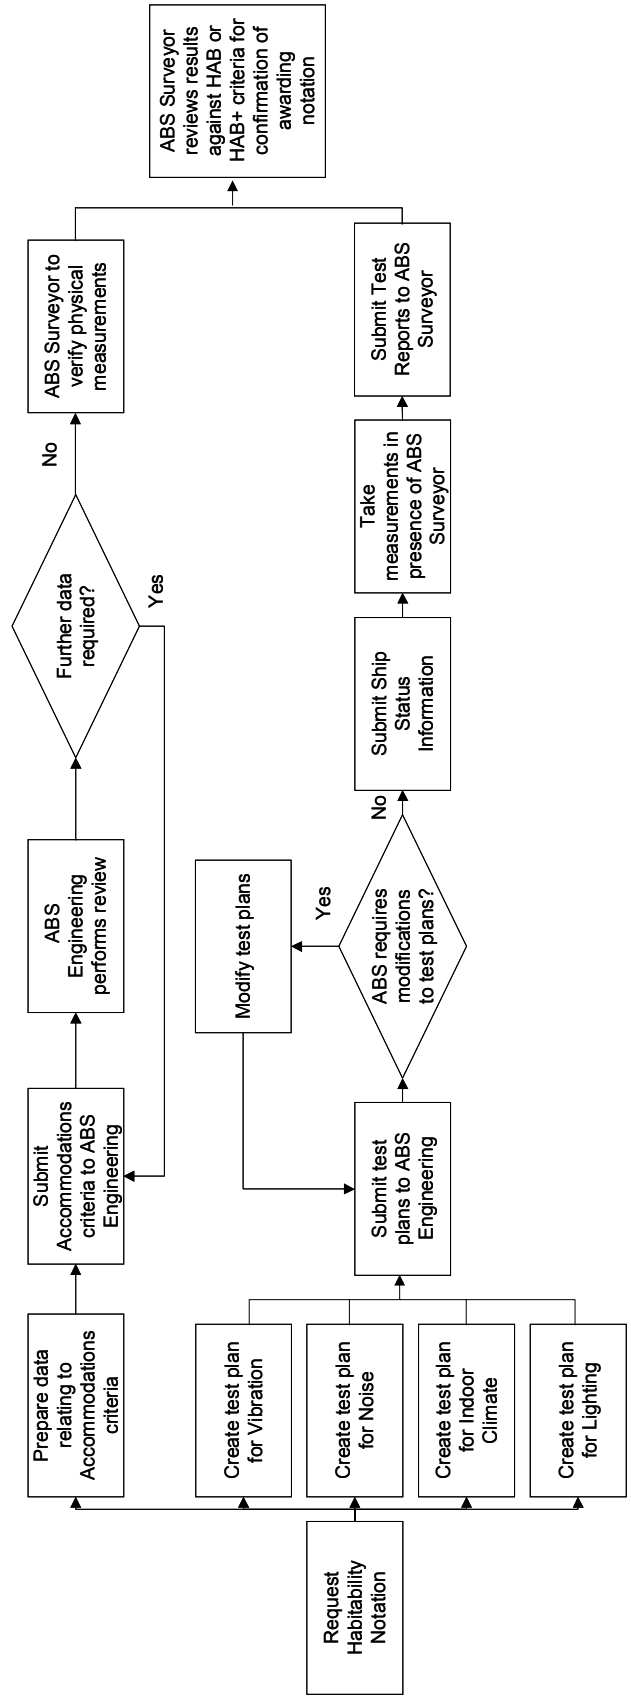 Request
Habitability
Notation
Prepare data
relating to
Accommodations
criteria
Create test plan
for Vibration
Create test plan
for Noise
Create test plan
for Indoor
Climate
Create test plan
for Lighting
Submit
Accommodations
criteria to ABS
Engineering
ABS
Engineering
performs review
Further data
required?
Yes
No
ABS Surveyor to
verify physical
measurements
Submit test
plans to ABS
Engineering
ABS requires
modifications
to test plans?
Yes
Modify test plans
No
Submit Ship
Status
Information
Take
measurements in
presence of ABS
Surveyor
Submit Test
Reports to ABS
Surveyor
ABS Surveyor
reviews results
against HAB or
HAB+ criteria for
confirmation of
awarding
notation